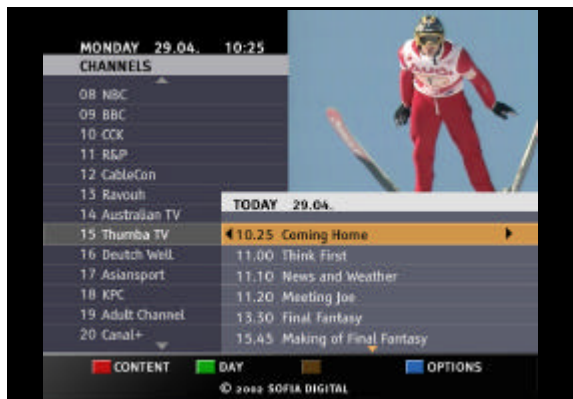 MONDAY 29.04. 10:25
CHANNELS
08 NBC
09 BBC
10 CCK
11 R&P
12 CableCon
13 Ravouh
14 Australian TV
15 Thumba TV
16 Deutch Well
17 Asiansport
18 KPC
19 Adult Channel
20 Canal+
TODAY 29.04.
10.25 Coming Home
11.00 Think First
11.10 News and Weather
11.20 Meeting Joe
13.30 Final Fantasy
15.45 Making of Final Fantasy
CONTENT DAY OPTIONS
© 2002 SOFIA DIGITAL